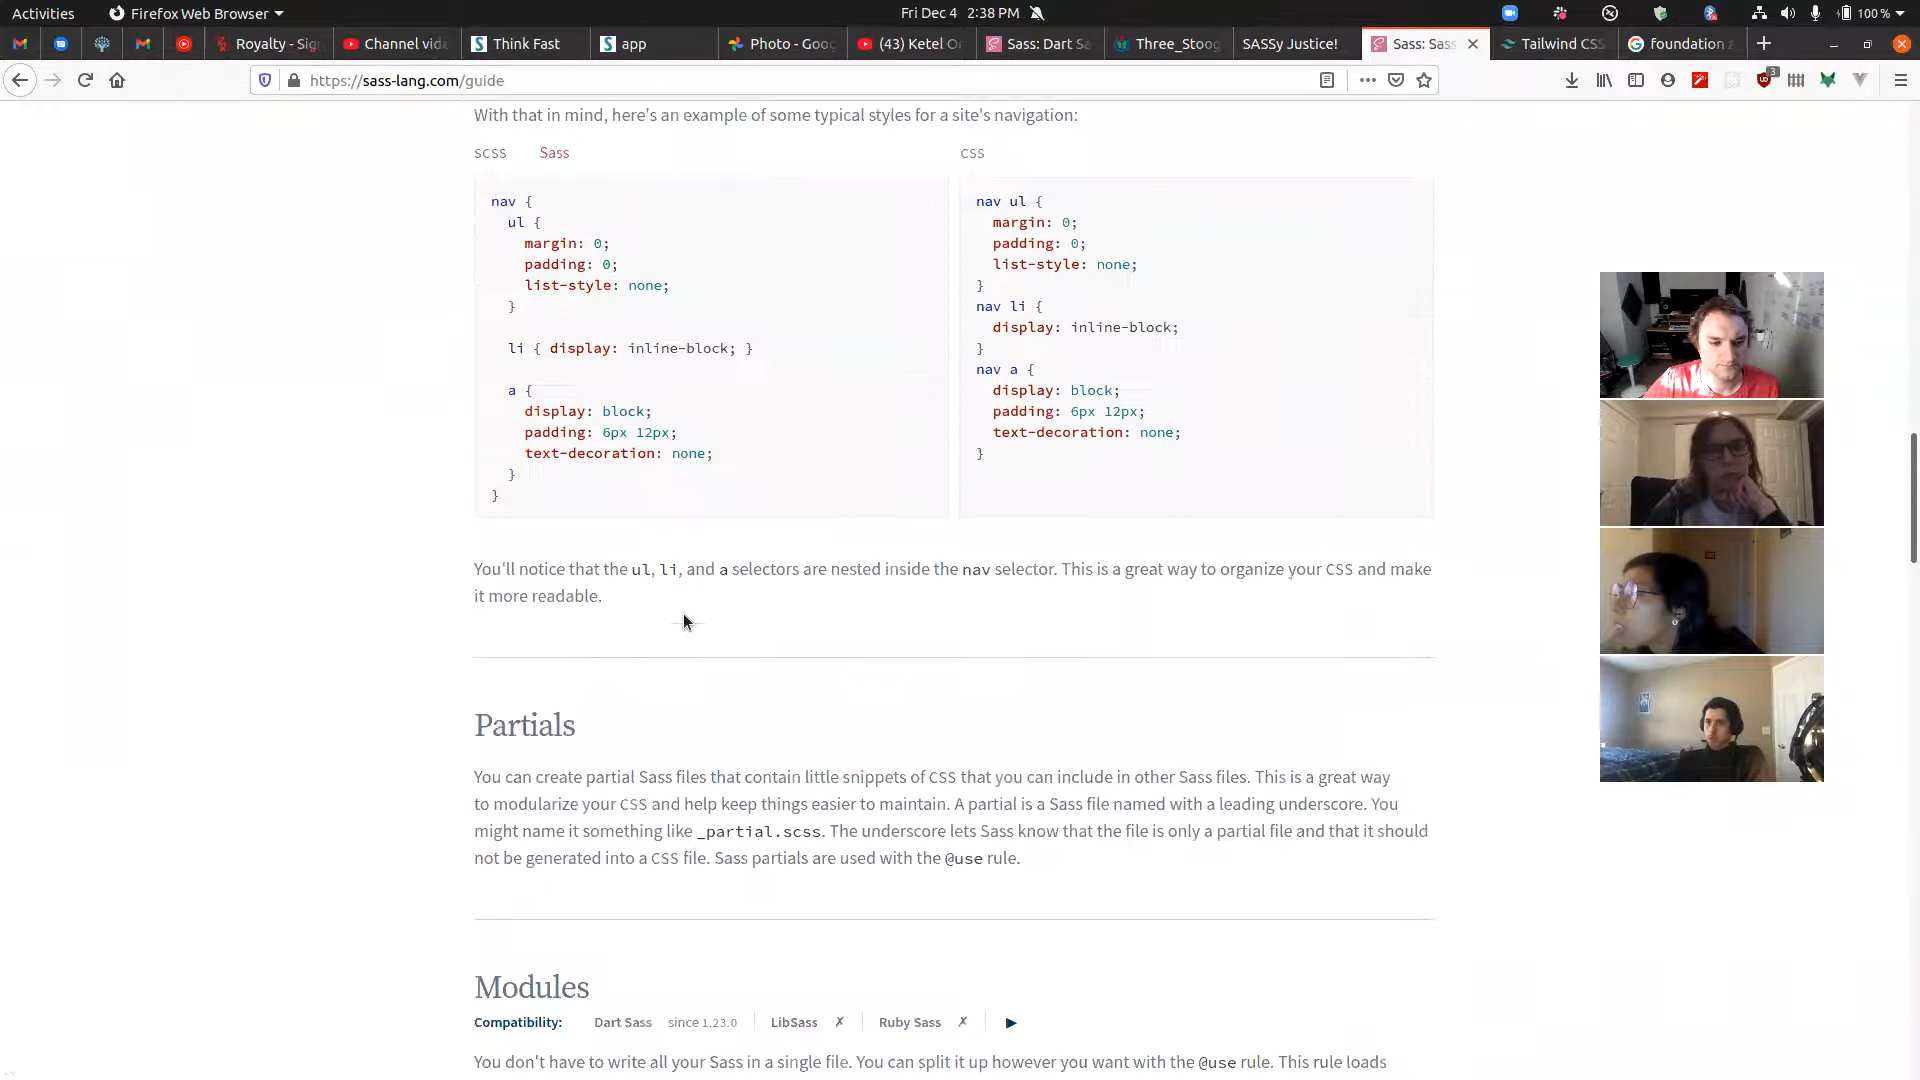 Activities
Firefox Web Browser
Fri Dec 4 2:38 PM
100 %
Royalty - Sig
Channel vide
Think Fast
app
Photo - Goo
(43) Ketel O
Sass: Dart Sa
Three_Stoog
SASSy Justice!
Sass: Sass
Tailwind CSS
foundation z
https://sass-lang.com/guide
3
With that in mind, here's an example of some typical styles for a site's navigation:
SCSS
Sass
CSS
nav {
ul {
margin: 0;
padding: 0;
list-style: none;
}
li { display: inline-block; }
a {
display: block;
padding: 6px 12px;
text-decoration: none;
}
}
nav ul {
margin: 0;
padding: 0;
list-style: none;
}
nav li {
display: inline-block;
}
nav a {
display: block;
padding: 6px 12px;
text-decoration: none;
}
You'll notice that the ul, li, and a selectors are nested inside the nav selector. This is a great way to organize your CSS and make
it more readable.
Partials
You can create partial Sass files that contain little snippets of CSS that you can include in other Sass files. This is a great way
to modularize your CSS and help keep things easier to maintain. A partial is a Sass file named with a leading underscore. You
might name it something like _partial.scss. The underscore lets Sass know that the file is only a partial file and that it should
not be generated into a CSS file. Sass partials are used with the @use rule.
Modules
Compatibility:
Dart Sass since 1.23.0
LibSass ✗
Ruby Sass ✗
You don't have to write all your Sass in a single file. You can split it up however you want with the @use rule. This rule loads